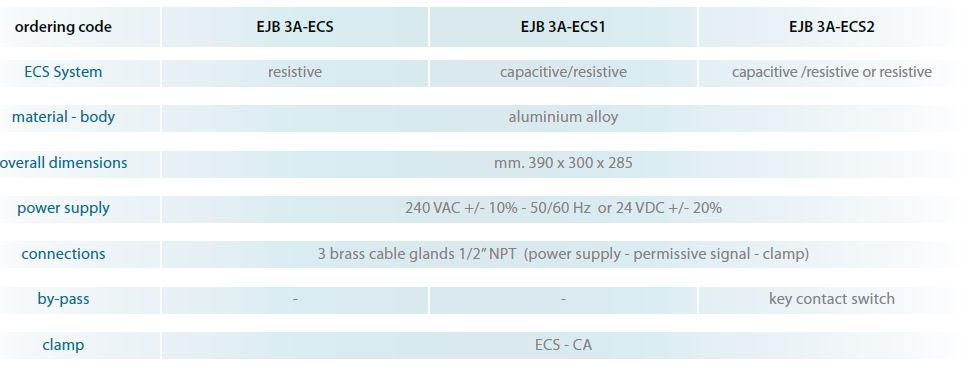 ordering code EJB 3A-ECS EJB 3A-ECS1 EJB 3A-ECS2
ECS System resistive capacitive/resistive capacitive /resistive or resistive
material - body aluminium alloy
overall dimensions mm. 390 x 300 x 285
power supply 240 VAC +/- 10% - 50/60 Hz or 24 VDC +/- 20%
connections 3 brass cable glands 1/2” NPT (power supply - permissive signal - clamp)
by-pass - - key contact switch
clamp ECS - CA